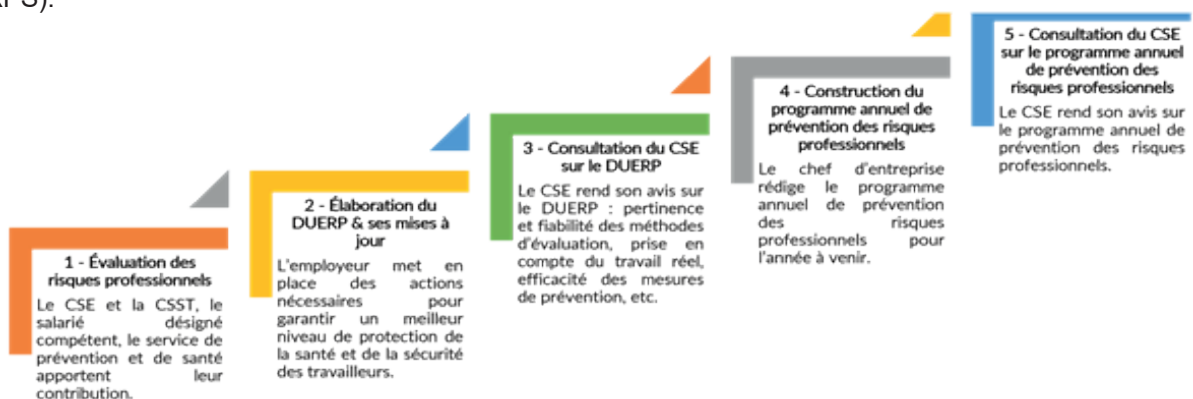 1 - Évaluation des
risques professionnels
Le CSE et la CSST, le
salarié désigné
compétent, le service de
prévention et de santé
apportent leur
contribution.
2 - Élaboration du
DUERP & ses mises à
jour
L'employeur met en
place des actions
nécessaires pour
garantir un meilleur
niveau de protection de
la santé et de la sécurité
des travailleurs.
3 - Consultation du CSE
sur le DUERP
Le CSE rend son avis sur
le DUERP : pertinence
et fiabilité des méthodes
d'évaluation, prise en
compte du travail réel,
efficacité des mesures
de prévention, etc.
4 - Construction du
programme annuel de
prévention des risques
professionnels
Le chef d'entreprise
rédige le programme
annuel de prévention
des risques
professionnels pour
l'année à venir.
5 - Consultation du CSE
sur le programme annuel
de prévention des
risques professionnels
Le CSE rend son avis sur
le programme annuel de
prévention des risques
professionnels.